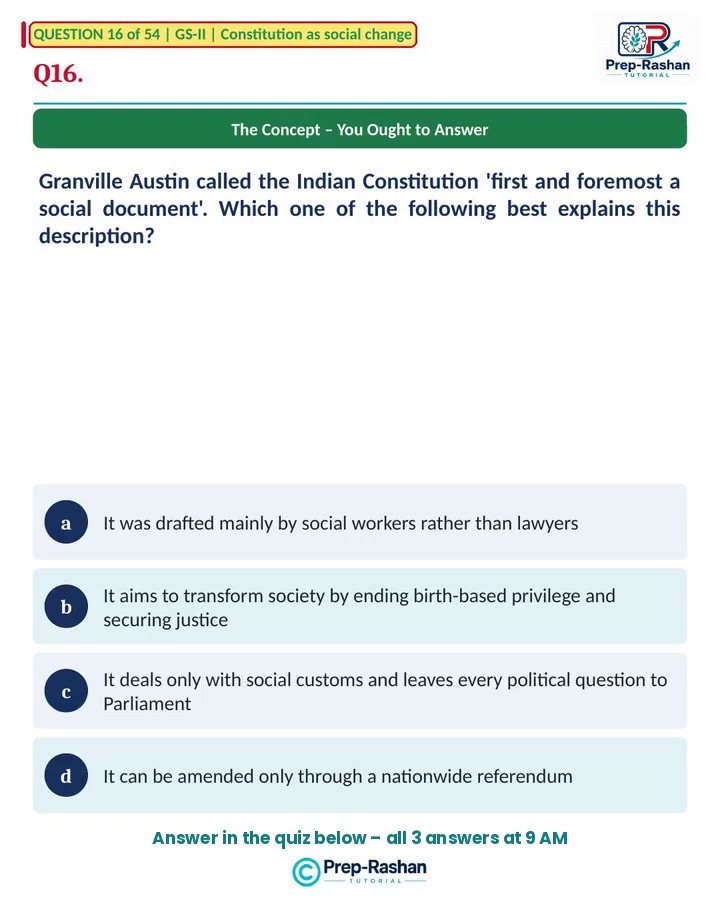 QUESTION 16 of 54 | GS-II | Constitution as social change
Prep-Rashan
TUTORIAL
Q16.
The Concept – You Ought to Answer
Granville Austin called the Indian Constitution 'first and foremost a
social document'. Which one of the following best explains this
description?
a It was drafted mainly by social workers rather than lawyers
b It aims to transform society by ending birth-based privilege and
securing justice
c It deals only with social customs and leaves every political question to
Parliament
d It can be amended only through a nationwide referendum
Answer in the quiz below – all 3 answers at 9 AM
© Prep-Rashan
TUTORIAL